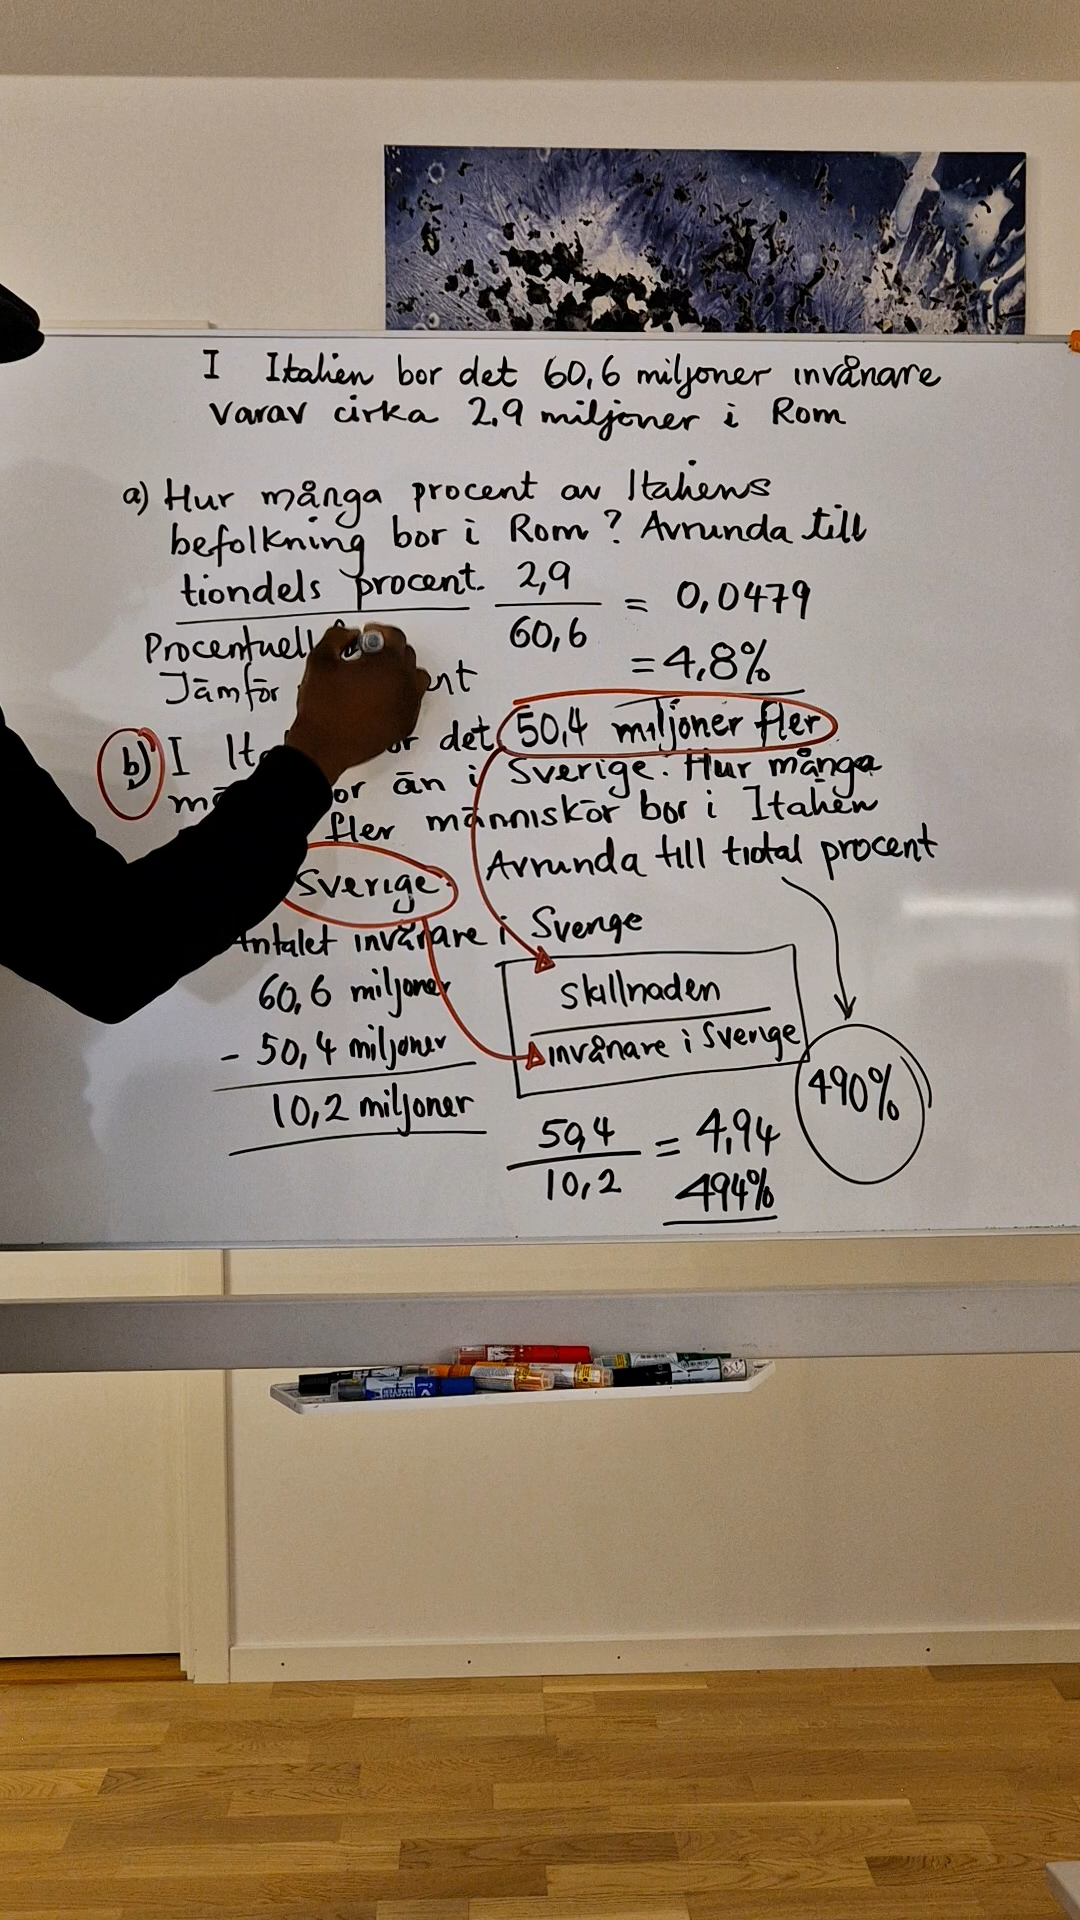 I Italien bor det 60,6 miljoner invånare
varav cirka 2,9 miljoner i Rom
a) Hur många procent av Italiens
befolkning bor i Rom? Avrunda till
tiondels procent.
2,9
60,6
= 0,0479
= 4,8%
Procentuell
Jämför
b) I det 50,4 miljoner fler
än i Sverige. Hur många
fler människor bor i Italien
Sverige.
Avrunda till tiotal procent
Antalet invånare i Sverige
60,6 miljoner
- 50,4 miljoner
10,2 miljoner
skillnaden
invånare i Sverige
50,4
10,2
= 4,94
494%
490%